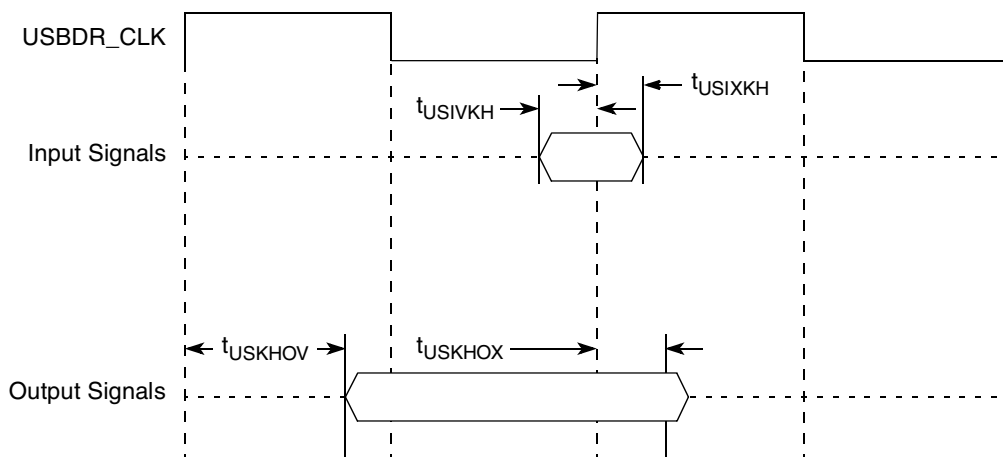 USBDR_CLK
tUSIXKH
tUSIVKH
Input Signals
tUSKHOV
tUSKHOX
Output Signals